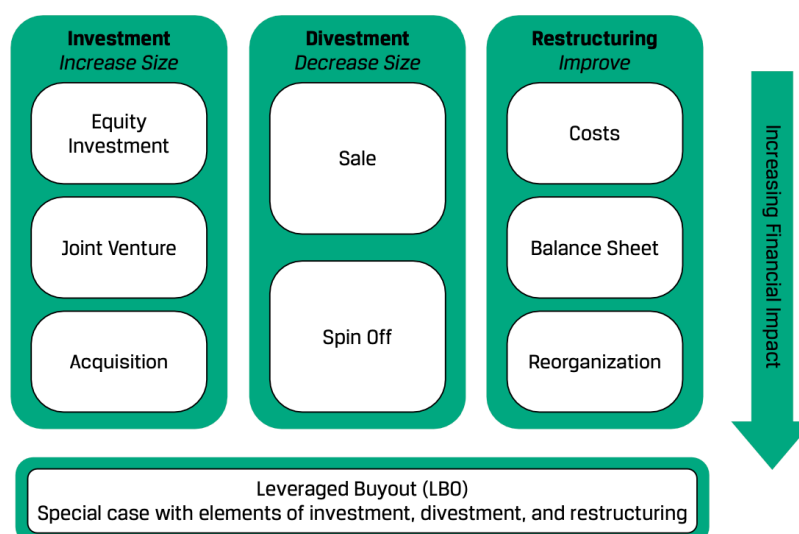 Investment
Increase Size
Equity
Investment
Joint Venture
Acquisition
Divestment
Decrease Size
Sale
Spin Off
Restructuring
Improve
Costs
Balance Sheet
Reorganization
Increasing Financial Impact
Leveraged Buyout (LBO)
Special case with elements of investment, divestment, and restructuring